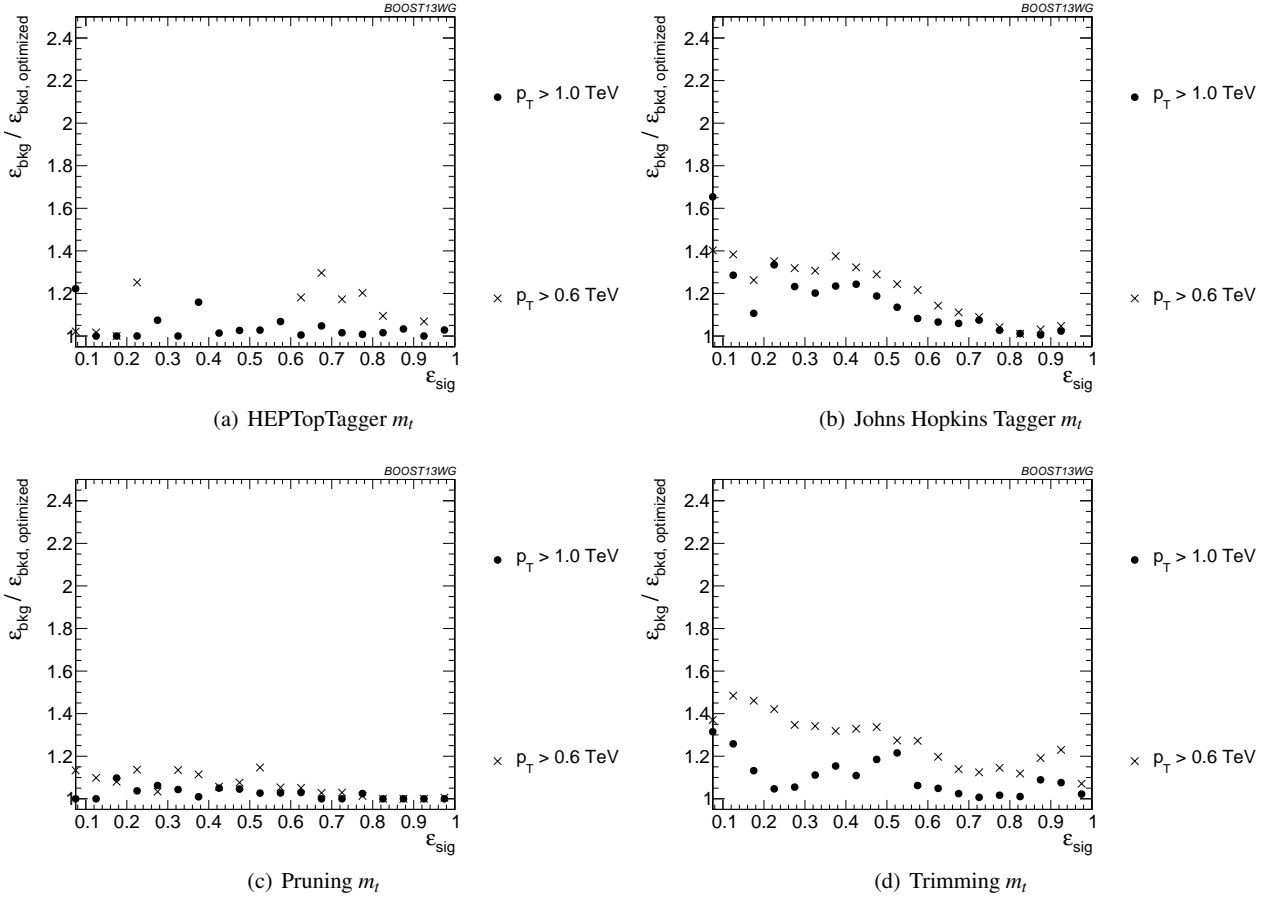 BOOST13WG
ε_bkg / ε_bkd, optimized
2.4
2.2
2
1.8
1.6
1.4
1.2
1
0.1 0.2 0.3 0.4 0.5 0.6 0.7 0.8 0.9 1
ε_sig
p_T > 1.0 TeV
p_T > 0.6 TeV
(a) HEPTopTagger m_t
BOOST13WG
ε_bkg / ε_bkd, optimized
2.4
2.2
2
1.8
1.6
1.4
1.2
1
0.1 0.2 0.3 0.4 0.5 0.6 0.7 0.8 0.9 1
ε_sig
p_T > 1.0 TeV
p_T > 0.6 TeV
(b) Johns Hopkins Tagger m_t
BOOST13WG
ε_bkg / ε_bkd, optimized
2.4
2.2
2
1.8
1.6
1.4
1.2
1
0.1 0.2 0.3 0.4 0.5 0.6 0.7 0.8 0.9 1
ε_sig
p_T > 1.0 TeV
p_T > 0.6 TeV
(c) Pruning m_t
BOOST13WG
ε_bkg / ε_bkd, optimized
2.4
2.2
2
1.8
1.6
1.4
1.2
1
0.1 0.2 0.3 0.4 0.5 0.6 0.7 0.8 0.9 1
ε_sig
p_T > 1.0 TeV
p_T > 0.6 TeV
(d) Trimming m_t